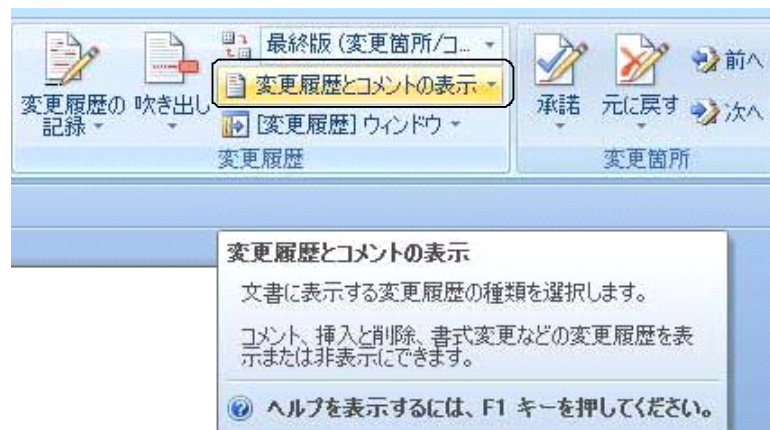 最終版 (変更箇所/コ...
変更履歴とコメントの表示
[変更履歴] ウィンドウ
変更履歴の
記録
吹き出し
変更履歴
承諾
元に戻す
前へ
次へ
変更箇所
変更履歴とコメントの表示
文書に表示する変更履歴の種類を選択します。
コメント、挿入と削除、書式変更などの変更履歴を表
示または非表示にできます。
ヘルプを表示するには、F1 キーを押してください。